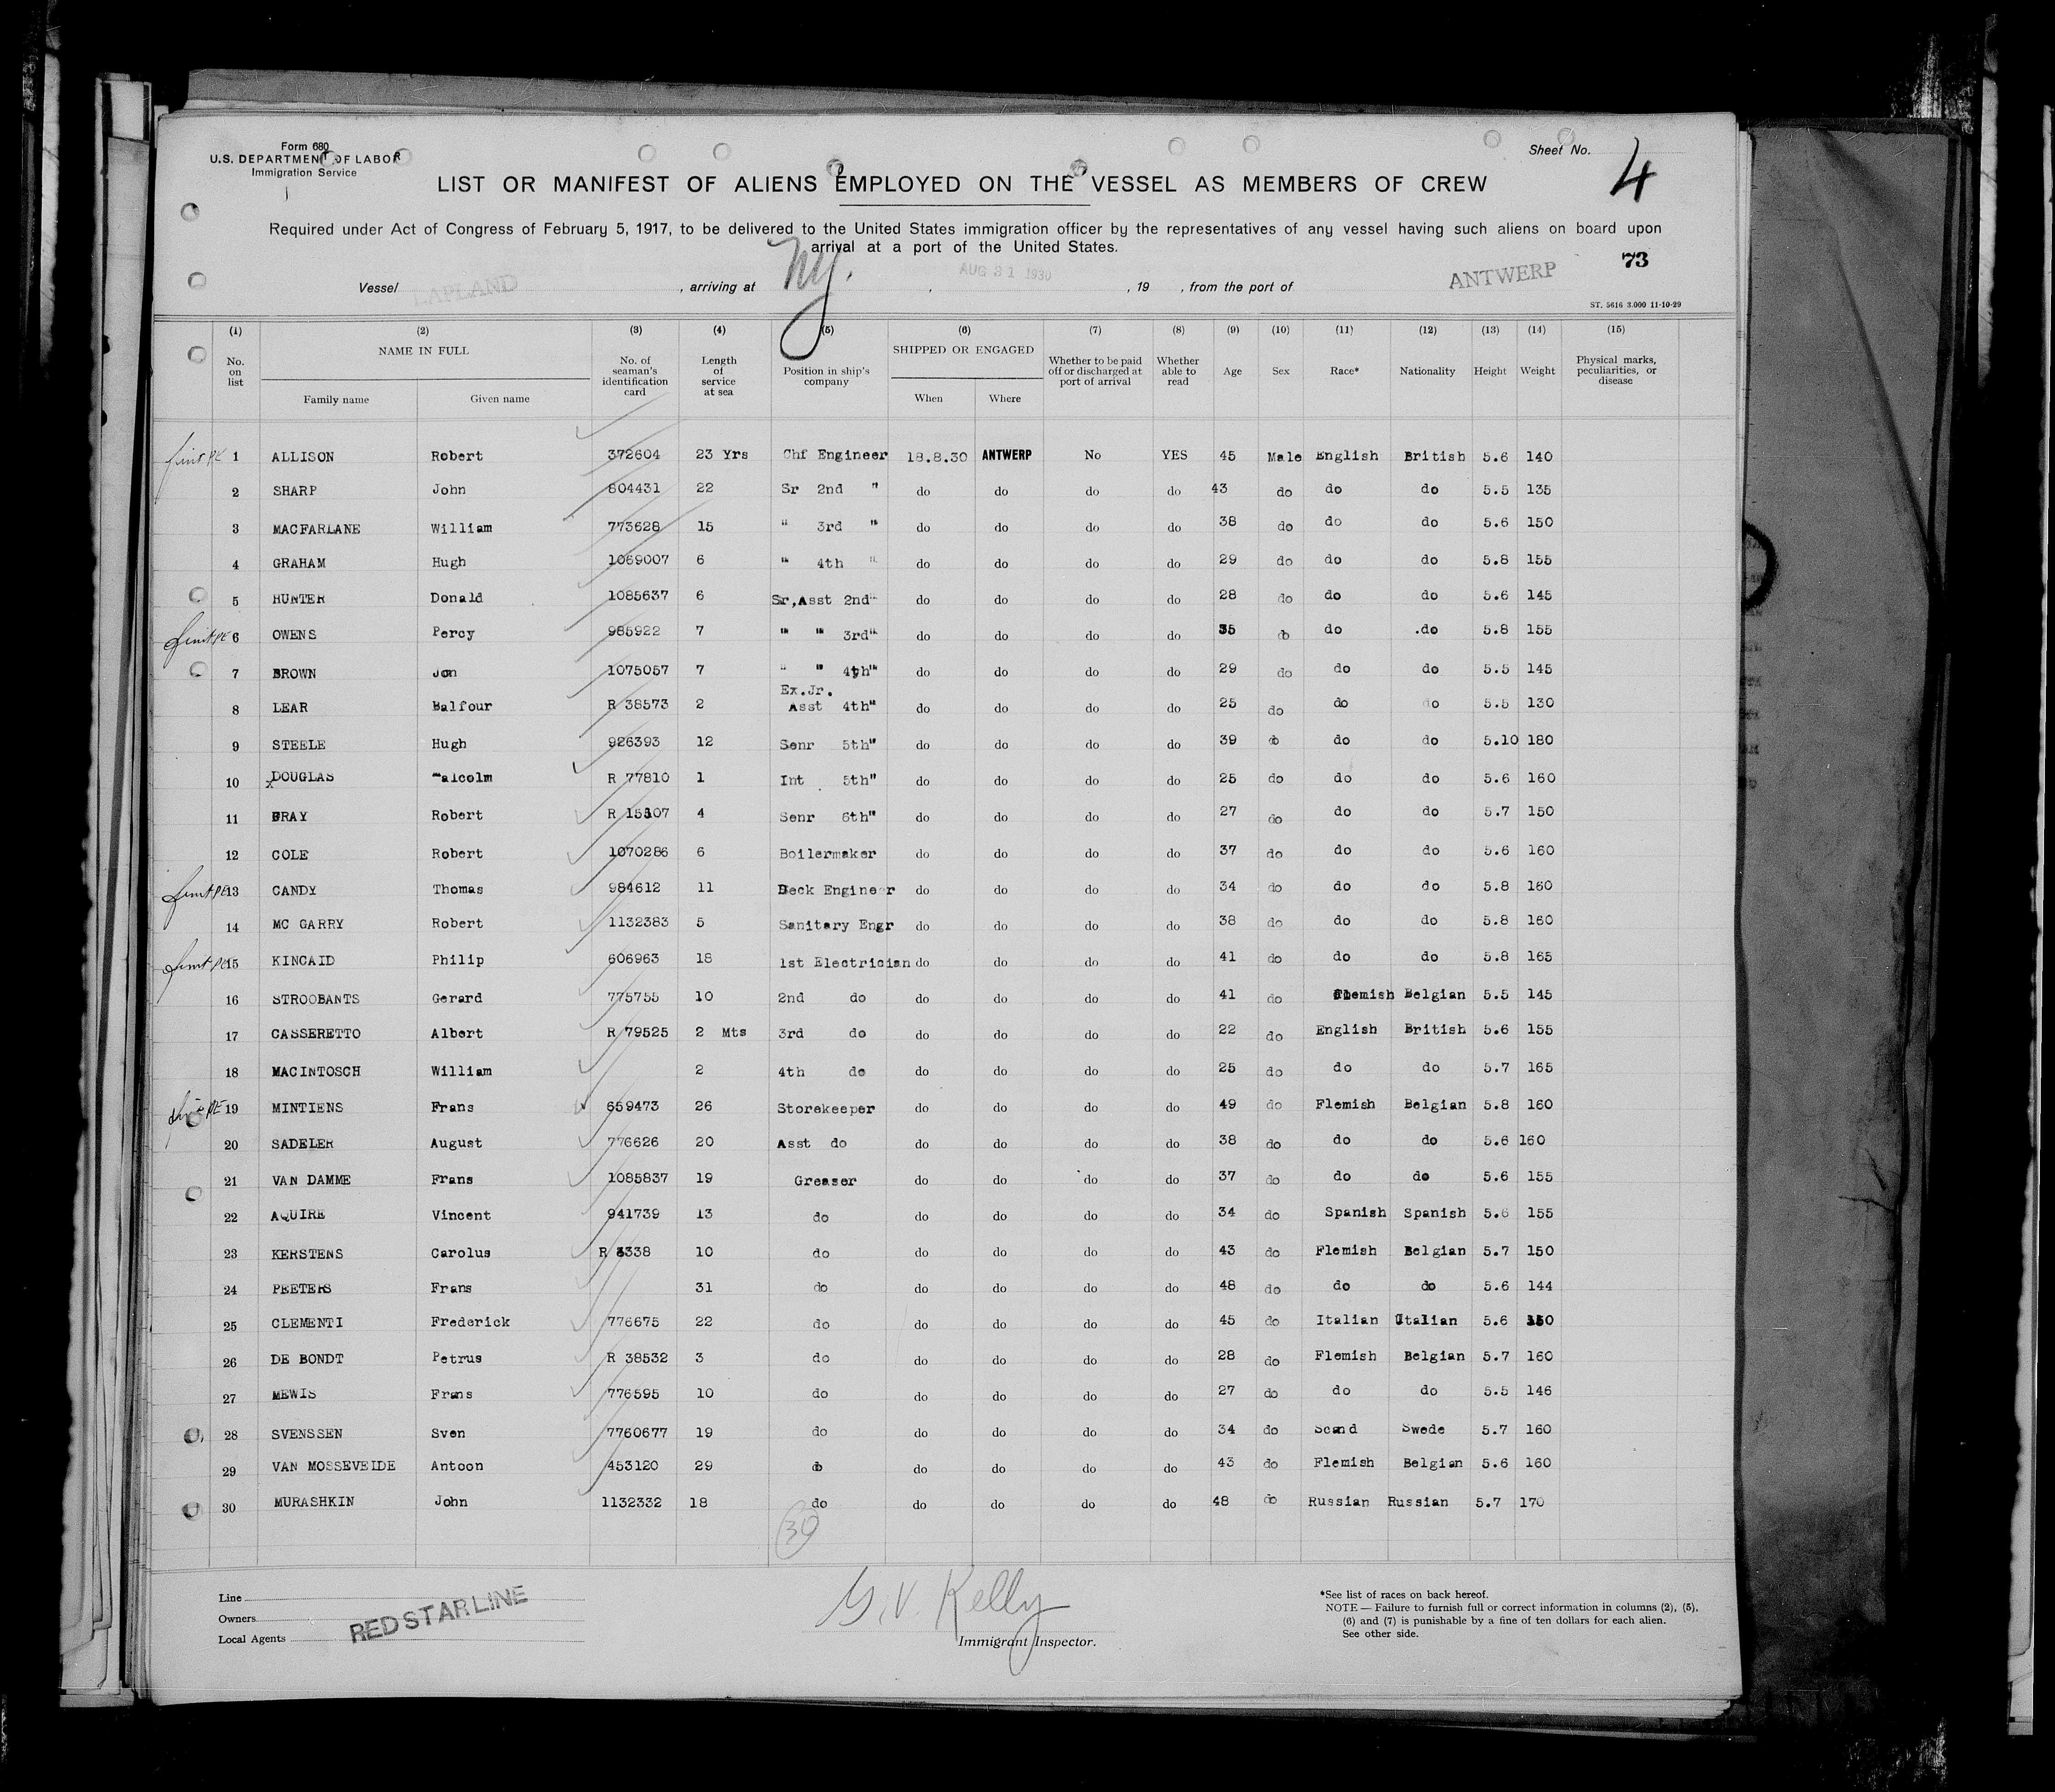 Form 680
U.S. DEPARTMENT OF LABOR
Immigration Service
Sheet No. 4
LIST OR MANIFEST OF ALIENS EMPLOYED ON THE VESSEL AS MEMBERS OF CREW
Required under Act of Congress of February 5, 1917, to be delivered to the United States immigration officer by the representatives of any vessel having such aliens on board upon
arrival at a port of the United States.
73
Vessel LAPLAND, arriving at NY. , AUG 31 1930, 19 , from the port of ANTWERP
ST. 5616 3.000 11-10-29
(1) (2) (3) (4) (5) (6) (7) (8) (9) (10) (11) (12) (13) (14) (15)
No. on list NAME IN FULL Family name Given name No. of seaman's identification card Length of service at sea Position in ship's company SHIPPED OR ENGAGED When Where Whether to be paid off or discharged at port of arrival Whether able to read Age Sex Race* Nationality Height Weight Physical marks, peculiarities, or disease
1 ALLISON Robert 372604 23 Yrs Chf Engineer 18.8.30 ANTWERP No YES 45 Male English British 5.6 140
2 SHARP John 804431 22 Sr 2nd " do do do do 43 do do do 5.5 135
3 MACFARLANE William 773628 15 " 3rd " do do do do 38 do do do 5.6 150
4 GRAHAM Hugh 1069007 6 " 4th " do do do do 29 do do do 5.8 155
5 HUNTER Donald 1085637 6 Sr,Asst 2nd" do do do do 28 do do do 5.6 145
6 OWENS Percy 985922 7 " " 3rd" do do do do 35 do do .do 5.8 155
7 BROWN Jon 1075057 7 " " 4th" do do do do 29 do do do 5.5 145
8 LEAR Balfour R 38573 2 Ex.Jr. Asst 4th" do do do do 25 do do do 5.5 130
9 STEELE Hugh 926393 12 Senr 5th" do do do do 39 do do do 5.10 180
10 DOUGLAS Malcolm R 77810 1 Int 5th" do do do do 25 do do do 5.6 160
11 Robert 4 Senr 6th" do do do do 27 do do do 5.7 150
12 COLE Robert 1070286 6 Boilermaker do do do do 37 do do do 5.6 160
13 CANDY Thomas 984612 11 Deck Engineer do do do do 34 do do do 5.8 160
14 MC GARRY Robert 1132383 5 Sanitary Engr do do do do 38 do do do 5.8 160
15 KINCAID Philip 606963 18 1st Electrician do do do do 41 do do do 5.8 165
16 STROOBANTS Gerard 775755 10 2nd do do do do do 41 do Flemish Belgian 5.5 145
17 CASSERETTO Albert R 79525 2 Mts 3rd do do do do do 22 do English British 5.6 155
18 MACINTOSCH William 2 4th do do do do do 25 do do do 5.7 165
19 MINTIENS Frans 659473 26 Storekeeper do do do do 49 do Flemish Belgian 5.8 160
20 SADELER August 776626 20 Asst do do do do do 38 do do do 5.6 160
21 VAN DAMME Frans 1085837 19 Greaser do do do do 37 do do do 5.6 155
22 AQUIRE Vincent 941739 13 do do do do do 34 do Spanish Spanish 5.6 155
23 KERSTENS Carolus 10 do do do do do 43 do Flemish Belgian 5.7 150
24 PEETERS Frans 31 do do do do do 48 do do do 5.6 144
25 CLEMENTI Frederick 776675 22 do do do do do 45 do Italian Italian 5.6
26 DE BONDT Petrus R 38532 3 do do do do do 28 do Flemish Belgian 5.7 160
27 MEWIS Frans 776595 10 do do do do do 27 do do do 5.5 146
28 SVENSSEN Sven 7760677 19 do do do do do 34 do Scand Swede 5.7 160
29 VAN MOSSEVEIDE Antoon 453120 29 do do do do do 43 do Flemish Belgian 5.6 160
30 MURASHKIN John 1132332 18 do do do do do 48 do Russian Russian 5.7 170
30
Line
Owners
Local Agents
RED STAR LINE
G. V. Kelly
Immigrant Inspector.
*See list of races on back hereof.
NOTE — Failure to furnish full or correct information in columns (2), (5),
(6) and (7) is punishable by a fine of ten dollars for each alien.
See other side.